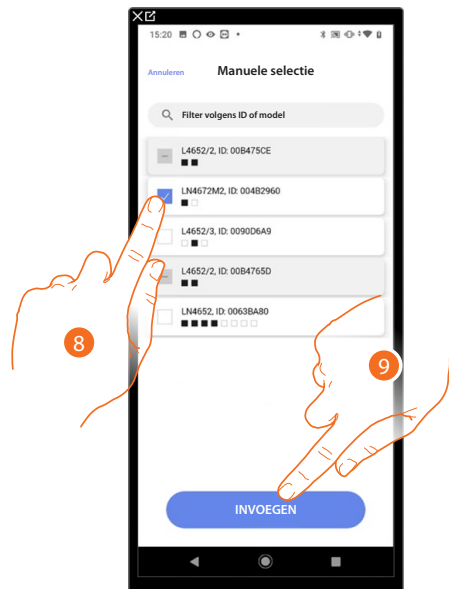 15:20
Annuleren Manuele selectie
Filter volgens ID of model
L4652/2, ID: 00B475CE
LN4672M2, ID: 004B2960
L4652/3, ID: 0090D6A9
L4652/2, ID: 00B4765D
LN4652, ID: 0063BA80
8
9
INVOEGEN